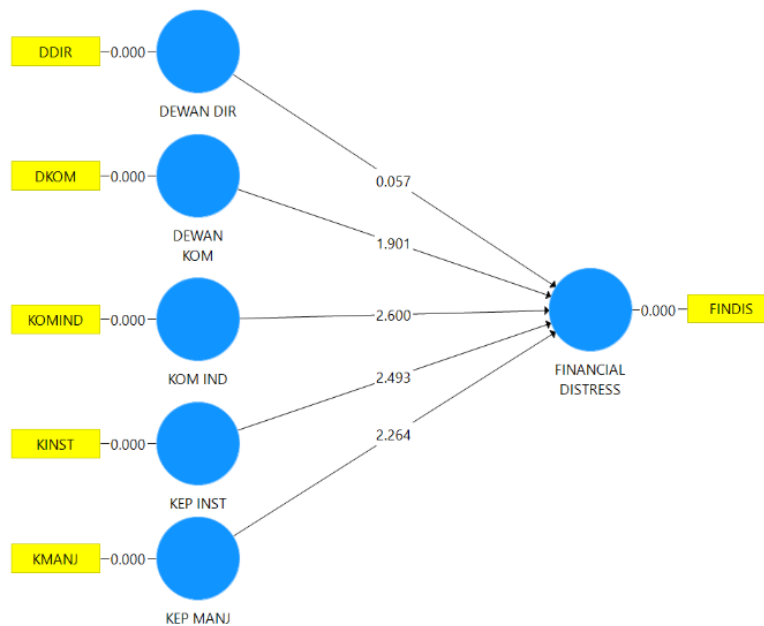 DDIR
0.000
DEWAN DIR
0.057
DKOM
0.000
DEWAN
KOM
1.901
KOMIND
0.000
KOM IND
2.600
0.000
FINDIS
FINANCIAL
DISTRESS
KINST
0.000
KEP INST
2.493
2.264
KMANJ
0.000
KEP MANJ